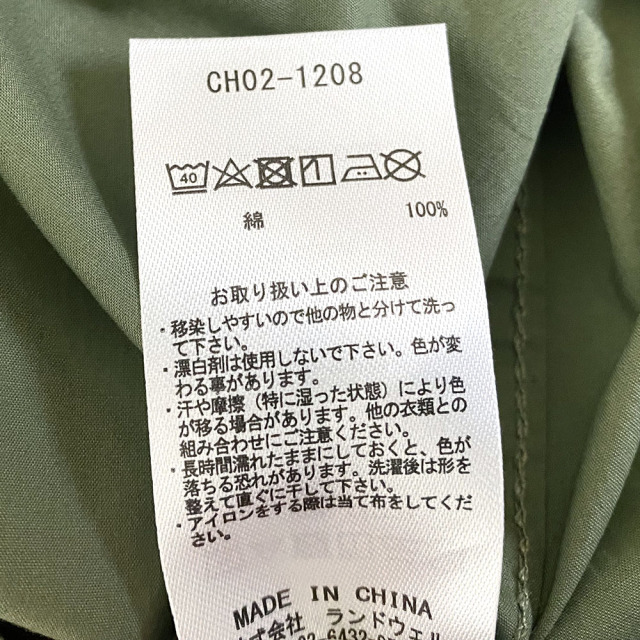 CH02-1208
40
綿 100%
お取り扱い上のご注意
・移染しやすいので他の物と分けて洗っ
て下さい。
・漂白剤は使用しないで下さい。色が変
わる事があります。
・汗や摩擦（特に湿った状態）により色
が移る場合があります。他の衣類との
組み合わせにご注意ください。
・長時間濡れたままにしておくと、色が
落ちる恐れがあります。洗濯後は形を
整えて直ぐに干して下さい。
・アイロンをする際は当て布をしてくだ
さい。
MADE IN CHINA
株式会社 ランドウエル